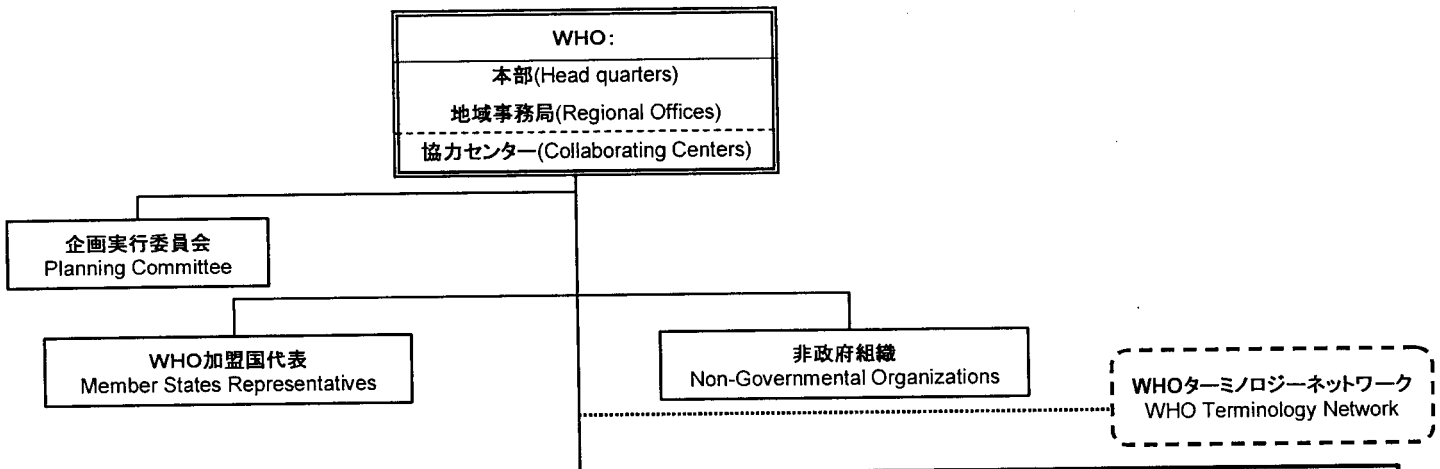 WHO:
本部(Head quarters)
地域事務局(Regional Offices)
協力センター(Collaborating Centers)
企画実行委員会
Planning Committee
WHO加盟国代表
Member States Representatives
非政府組織
Non-Governmental Organizations
WHOターミノロジーネットワーク
WHO Terminology Network